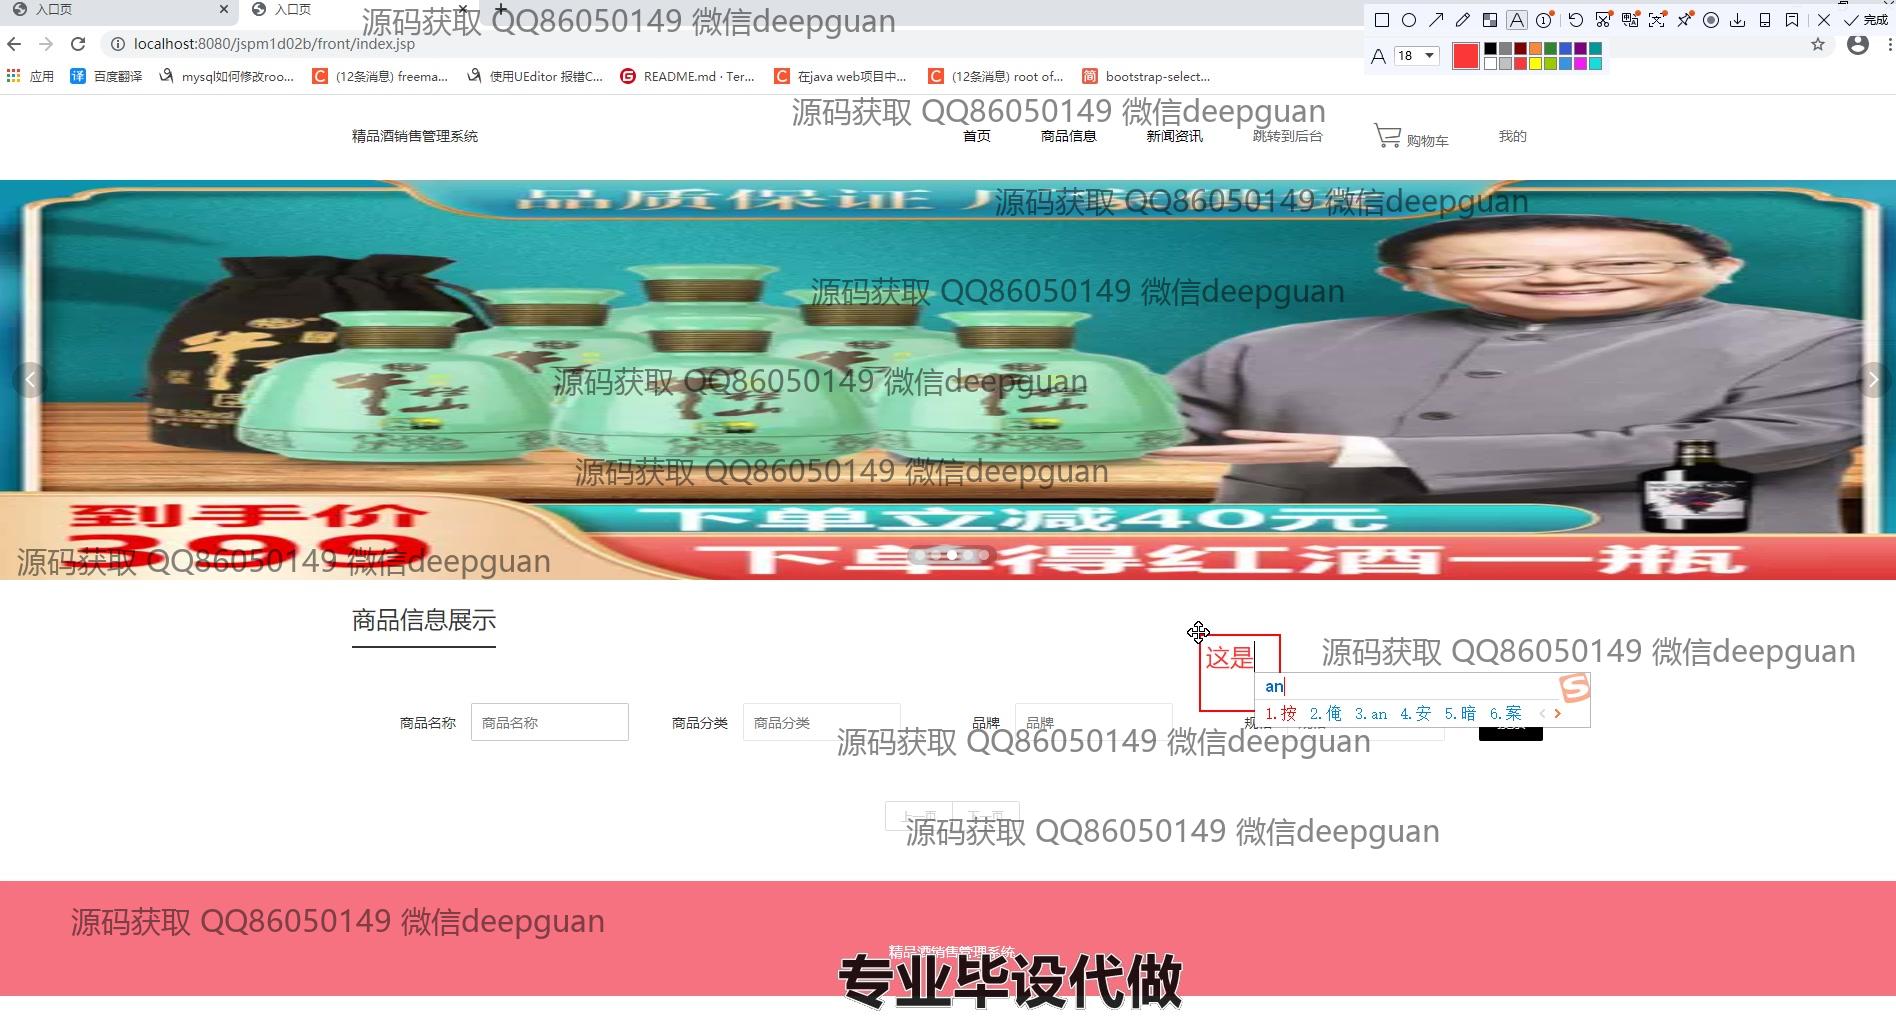 入口页
入口页
源码获取 QQ86050149 微信deepguan
18
完成
localhost:8080/jspm1d02b/front/index.jsp
应用 百度翻译 mysql如何修改roo... (12条消息) freema... 使用UEditor 报错C... README.md · Ter... 在java web项目中... (12条消息) root of... bootstrap-select...
源码获取 QQ86050149 微信deepguan
精品酒销售管理系统 首页 商品信息 新闻资讯 跳转到后台 购物车 我的
品质保证
源码获取 QQ86050149 微信deepguan
源码获取 QQ86050149 微信deepguan
源码获取 QQ86050149 微信deepguan
源码获取 QQ86050149 微信deepguan
到手价
下单立减40元
200
下单得红酒一瓶
源码获取 QQ86050149 微信deepguan
商品信息展示
这是
源码获取 QQ86050149 微信deepguan
an
1.按 2.俺 3.an 4.安 5.暗 6.案
商品名称 商品名称 商品分类 商品分类 品牌 品牌
源码获取 QQ86050149 微信deepguan
上一页 下一页
源码获取 QQ86050149 微信deepguan
源码获取 QQ86050149 微信deepguan
精品酒销售管理系统
专业毕设代做